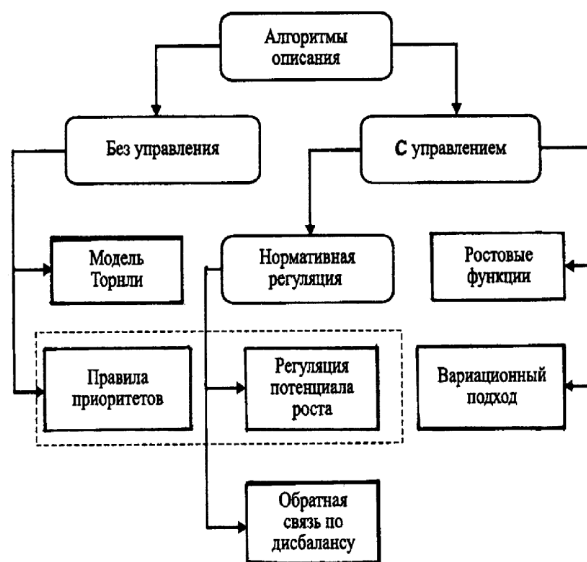 Алгоритмы
описания
Без управления
С управлением
Модель
Торнли
Нормативная
регуляция
Ростовые
функции
Правила
приоритетов
Регуляция
потенциала
роста
Вариационный
подход
Обратная
связь по
дисбалансу